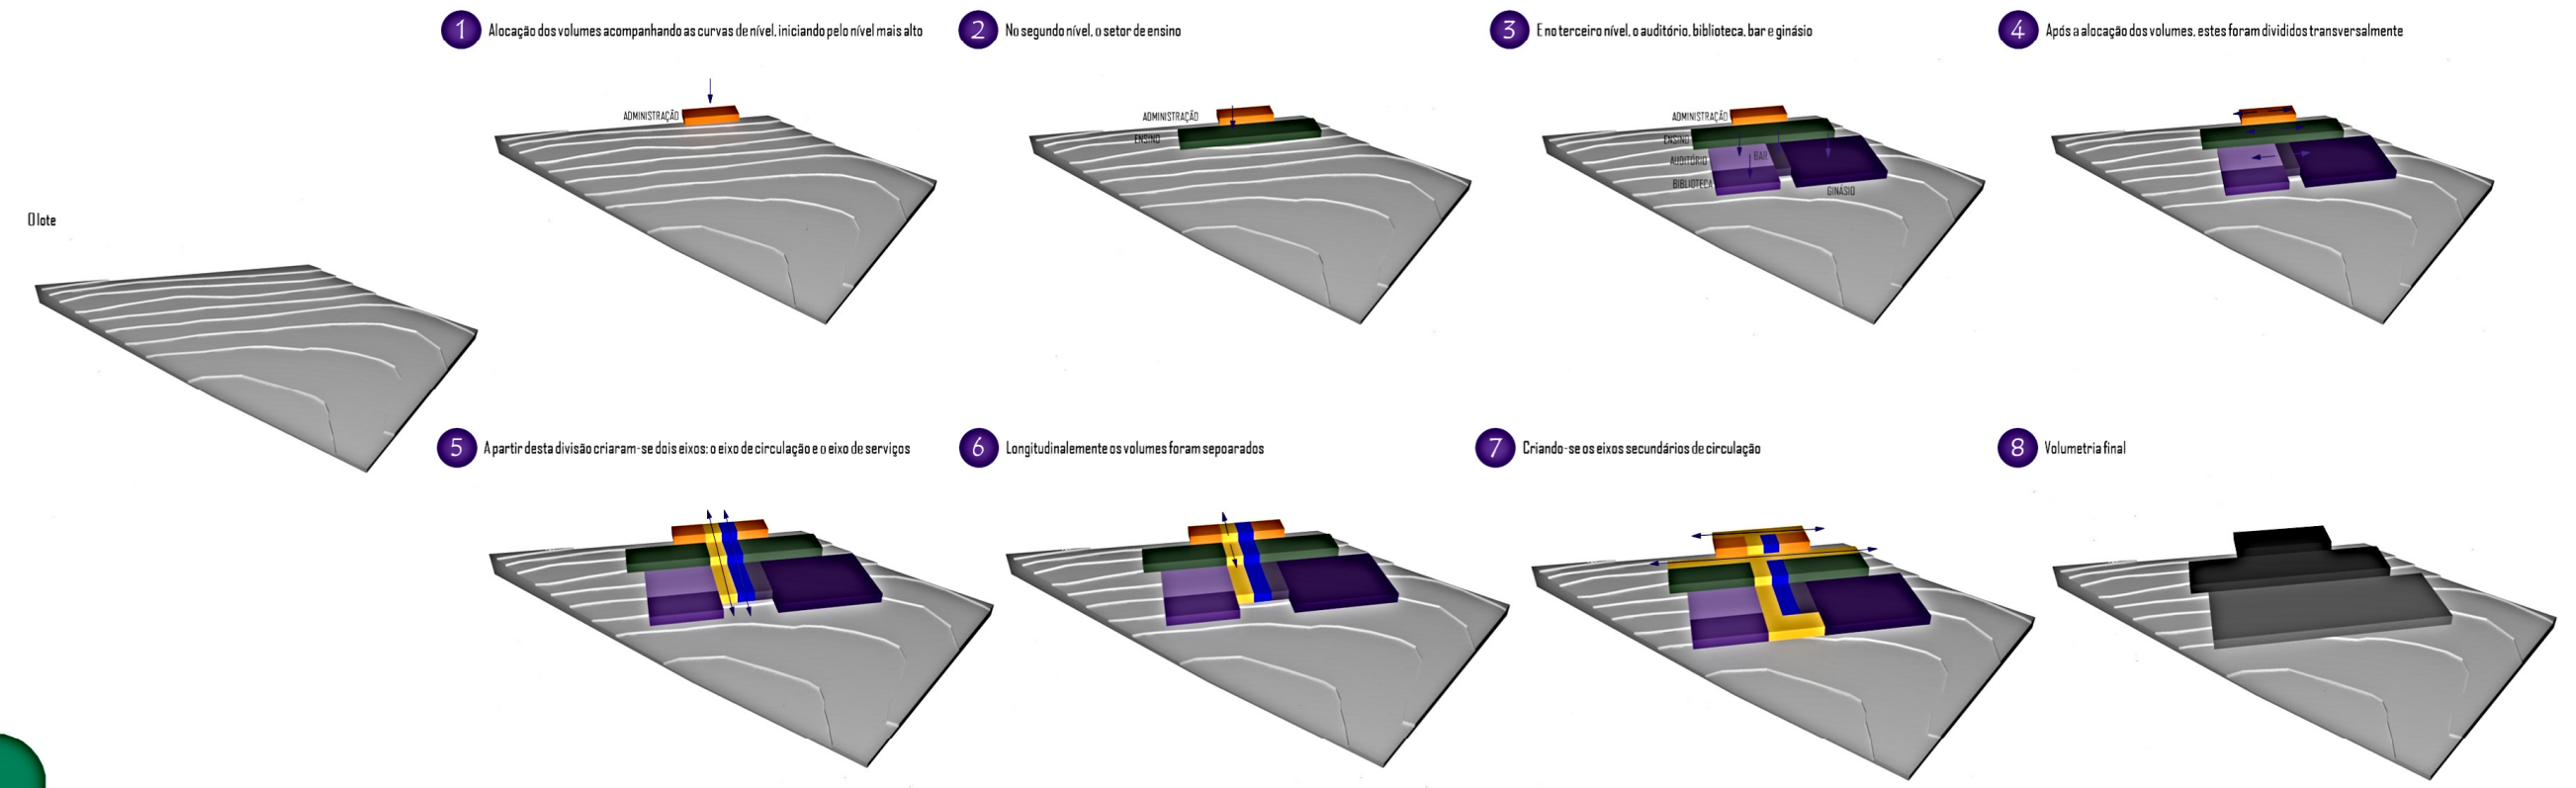 O lote
1 Alocação dos volumes acompanhando as curvas de nível, iniciando pelo nível mais alto
ADMINISTRAÇÃO
2 No segundo nível, o setor de ensino
ADMINISTRAÇÃO
ENSINO
3 E no terceiro nível, o auditório, biblioteca, bar e ginásio
ADMINISTRAÇÃO
ENSINO
AUDITÓRIO
BAR
BIBLIOTECA
GINÁSIO
4 Após a alocação dos volumes, estes foram divididos transversalmente
5 A partir desta divisão criaram-se dois eixos: o eixo de circulação e o eixo de serviços
6 Longitudinalemente os volumes foram sepoarados
7 Criando-se os eixos secundários de circulação
8 Volumetria final